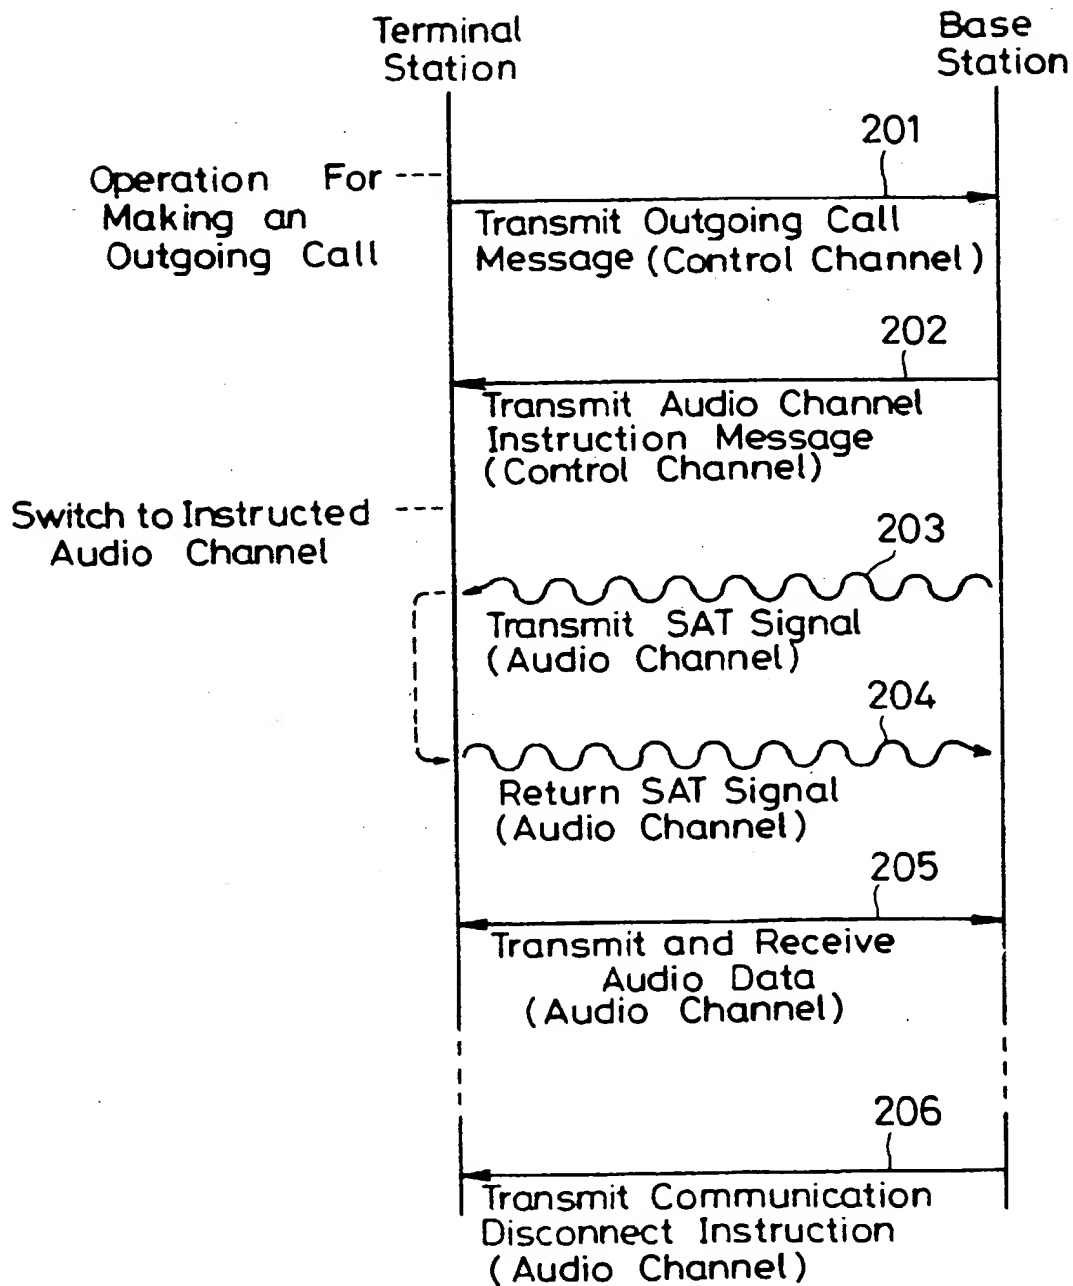 Terminal
Station
Base
Station
201
Operation For
Making an
Outgoing Call
Transmit Outgoing Call
Message (Control Channel)
202
Transmit Audio Channel
Instruction Message
(Control Channel)
Switch to Instructed
Audio Channel
203
Transmit SAT Signal
(Audio Channel)
204
Return SAT Signal
(Audio Channel)
205
Transmit and Receive
Audio Data
(Audio Channel)
206
Transmit Communication
Disconnect Instruction
(Audio Channel)